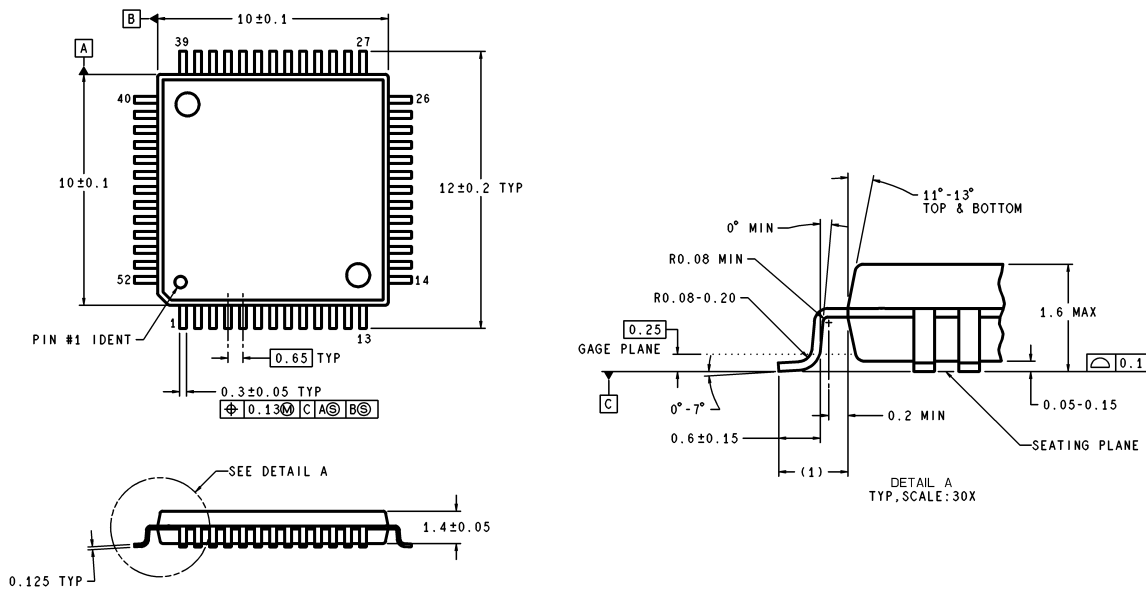 B
10±0.1
39
27
A
40
26
10±0.1
12±0.2 TYP
52
14
1
13
PIN #1 IDENT
0.65 TYP
0.3±0.05 TYP
0.13Ⓜ C AⓈ BⓈ
SEE DETAIL A
1.4±0.05
0.125 TYP
11°-13°
TOP & BOTTOM
0° MIN
R0.08 MIN
R0.08-0.20
0.25
GAGE PLANE
1.6 MAX
0.1
C
0°-7°
0.2 MIN
0.05-0.15
0.6±0.15
SEATING PLANE
(1)
DETAIL A
TYP,SCALE:30X